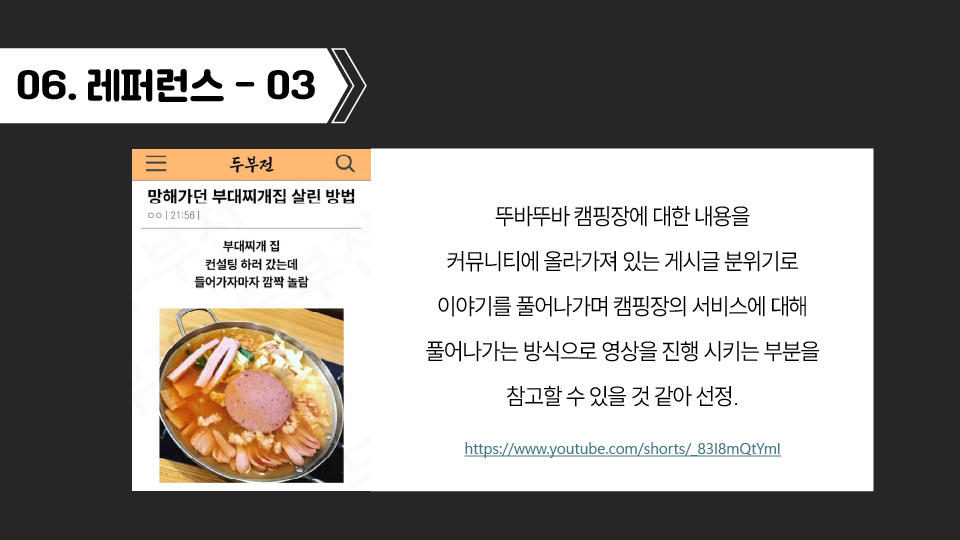 06. 레퍼런스 - 03
두부전
망해가던 부대찌개집 살린 방법
ㅇㅇ | 21:56 |
부대찌개 집
컨설팅 하러 갔는데
들어가자마자 깜짝 놀람
뚜바뚜바 캠핑장에 대한 내용을
커뮤니티에 올라가져 있는 게시글 분위기로
이야기를 풀어나가며 캠핑장의 서비스에 대해
풀어나가는 방식으로 영상을 진행 시키는 부분을
참고할 수 있을 것 같아 선정.
https://www.youtube.com/shorts/_83I8mQtYmI